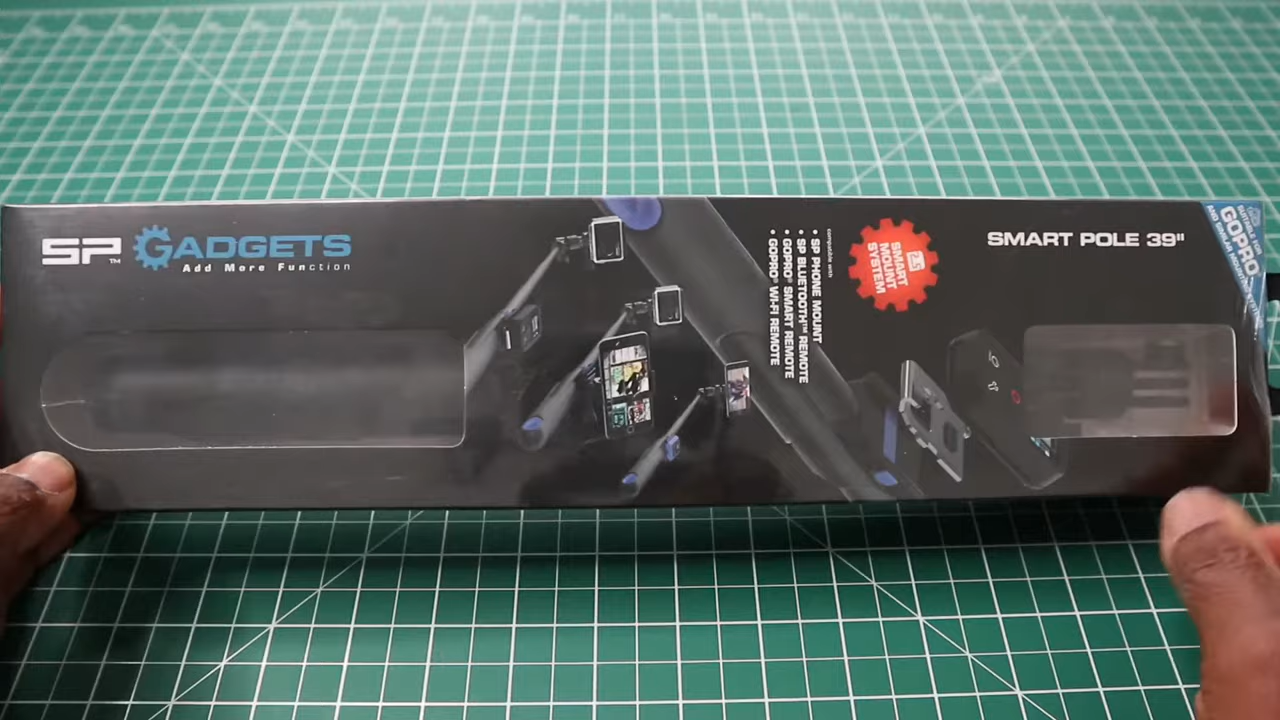 SP™ GADGETS
Add More Function
compatible with
• SP PHONE MOUNT
• SP BLUETOOTH™ REMOTE
• GOPRO® SMART REMOTE
• GOPRO® WI-FI REMOTE
SMART
MOUNT
SYSTEM
SMART POLE 39"
GOPRO